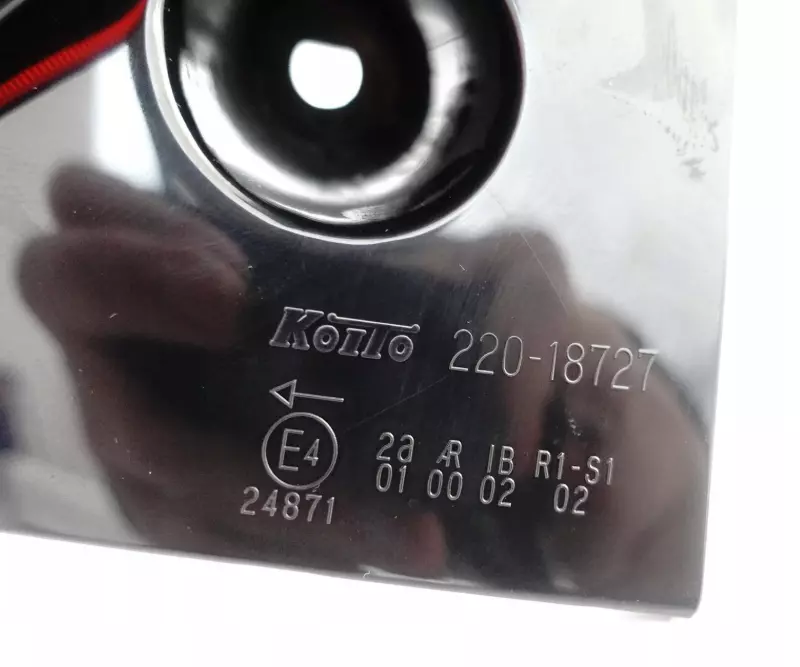 KOITO 220-18727
←
E4 2a AR IB R1-S1
24871 01 00 02 02